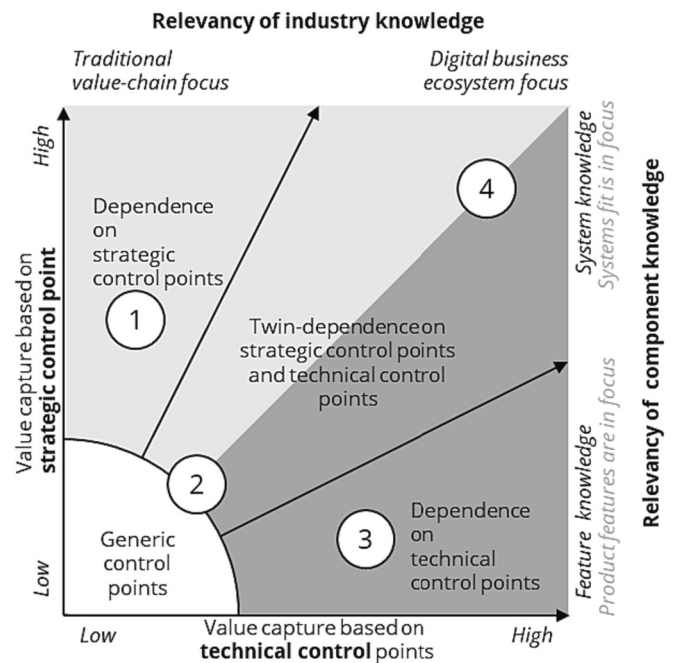 Relevancy of industry knowledge
Traditional
value-chain focus
Digital business
ecosystem focus
High
Low
Value capture based on
strategic control point
Dependence
on
strategic
control points
1
4
Twin-dependence on
strategic control points
and technical control
points
2
Generic
control
points
3
Dependence
on
technical
control points
System knowledge
Systems fit is in focus
Feature knowledge
Product features are in focus
Relevancy of component knowledge
Low
Value capture based on
technical control points
High